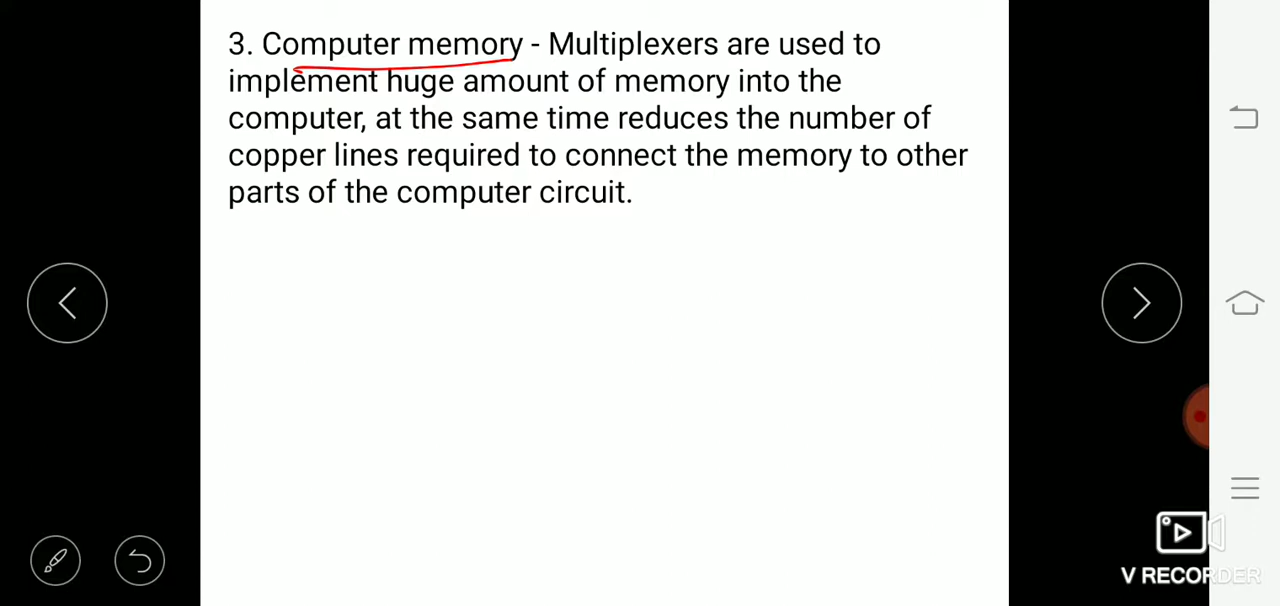 3. Computer memory - Multiplexers are used to
implement huge amount of memory into the
computer, at the same time reduces the number of
copper lines required to connect the memory to other
parts of the computer circuit.
V RECORDER